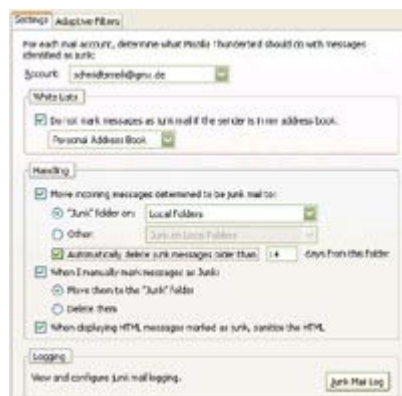 Settings Adaptive Filters
For each mail account, determine what Mozilla Thunderbird should do with messages
identified as junk:
Account:
White Lists
Do not mark messages as junk mail if the sender is in my address book.
Personal Address Book
Handling
Move incoming messages determined to be junk mail to:
"Junk" folder on: Local Folders
Other: Junk on Local Folders
Automatically delete junk messages older than 14 days from this folder
When I manually mark messages as Junk:
Move them to the "Junk" folder
Delete them
When displaying HTML messages marked as junk, sanitize the HTML
Logging
View and configure junk mail logging. Junk Mail Log